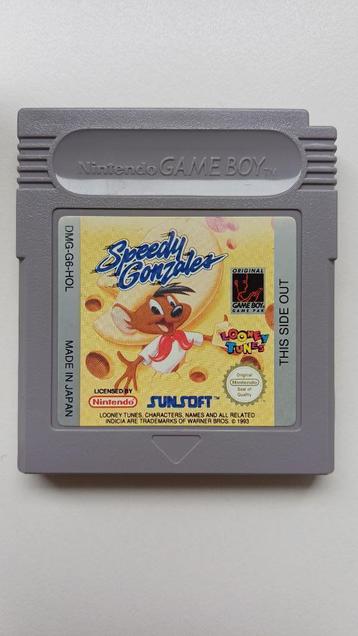 Nintendo GAME BOY TM
DMG-G6-HOL
MADE IN JAPAN
Speedy
Gonzales
ORIGINAL
Nintendo
GAME BOY
GAME PAK
LOONEY
TUNES
THIS SIDE OUT
Original
Nintendo
Seal of
Quality
LICENSED BY
Nintendo
SUNSOFT™
LOONEY TUNES, CHARACTERS, NAMES AND ALL RELATED
INDICIA ARE TRADEMARKS OF WARNER BROS. © 1993